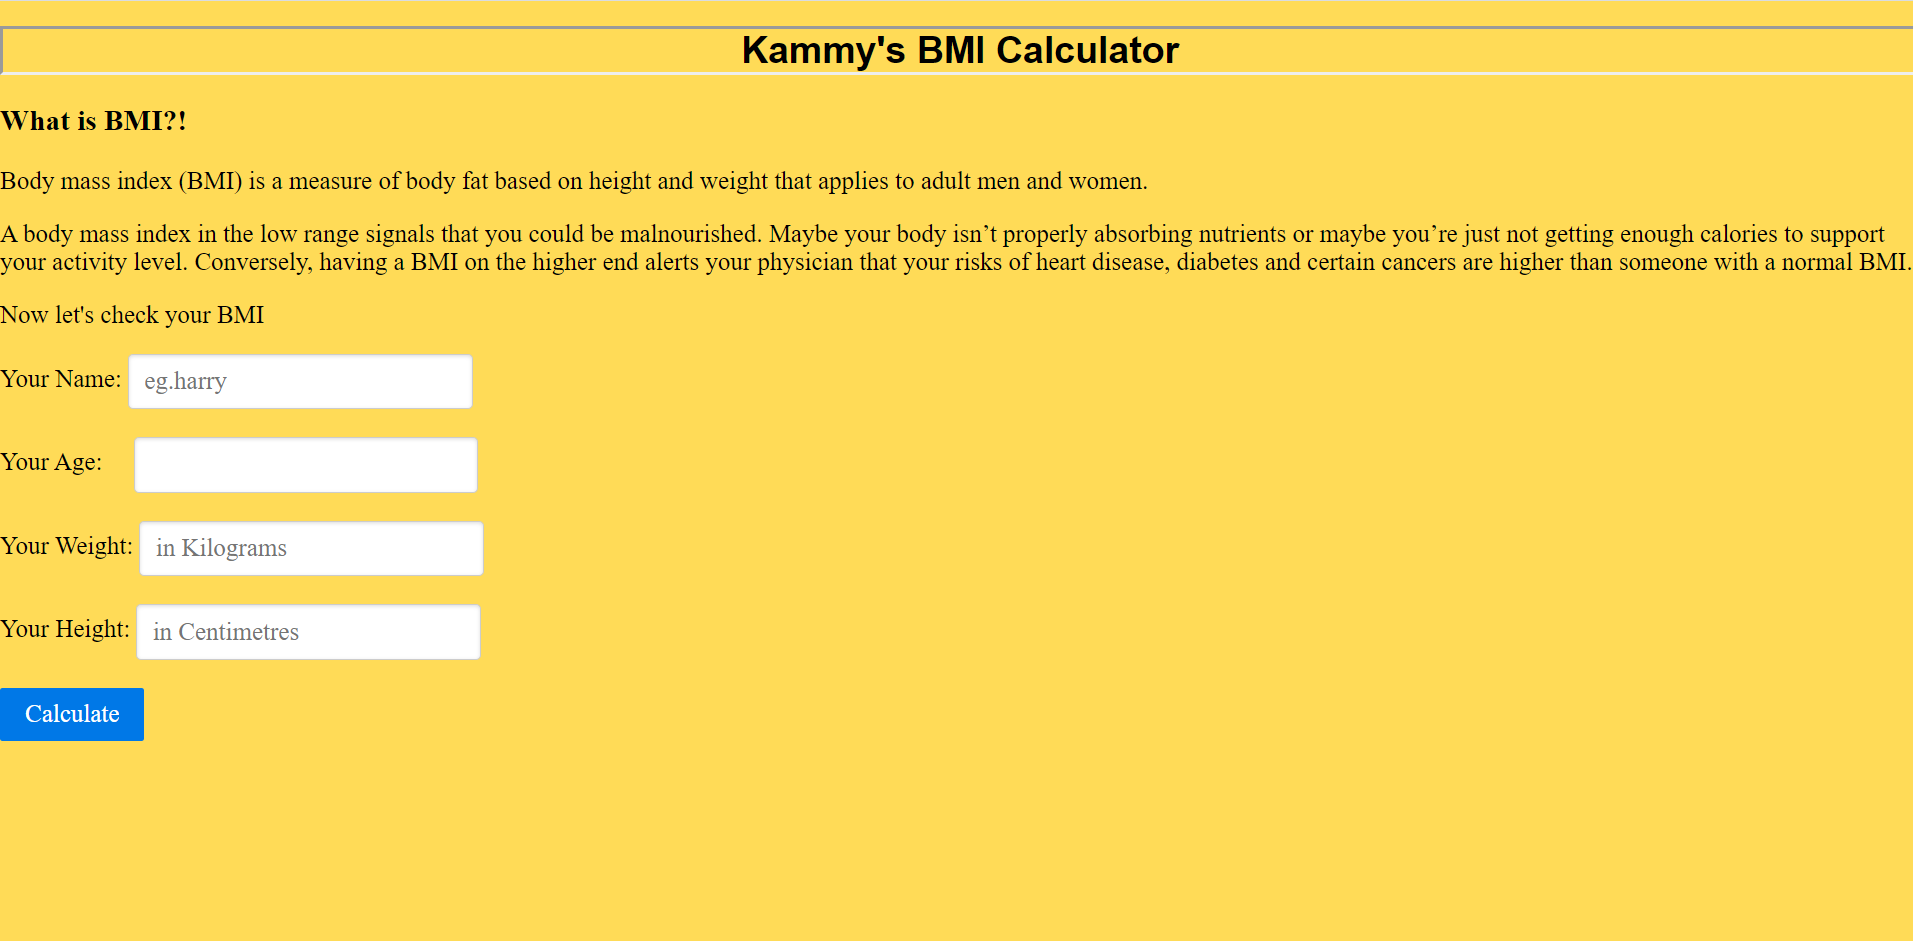 Kammy's BMI Calculator
What is BMI?!
Body mass index (BMI) is a measure of body fat based on height and weight that applies to adult men and women.
A body mass index in the low range signals that you could be malnourished. Maybe your body isn’t properly absorbing nutrients or maybe you’re just not getting enough calories to support
your activity level. Conversely, having a BMI on the higher end alerts your physician that your risks of heart disease, diabetes and certain cancers are higher than someone with a normal BMI.
Now let's check your BMI
Your Name: eg.harry
Your Age:
Your Weight: in Kilograms
Your Height: in Centimetres
Calculate